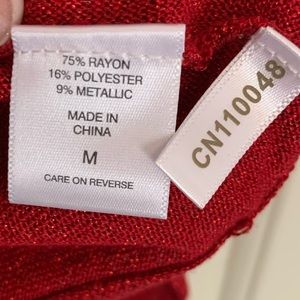 75% RAYON
16% POLYESTER
9% METALLIC
MADE IN
CHINA
M
CARE ON REVERSE
CN110048